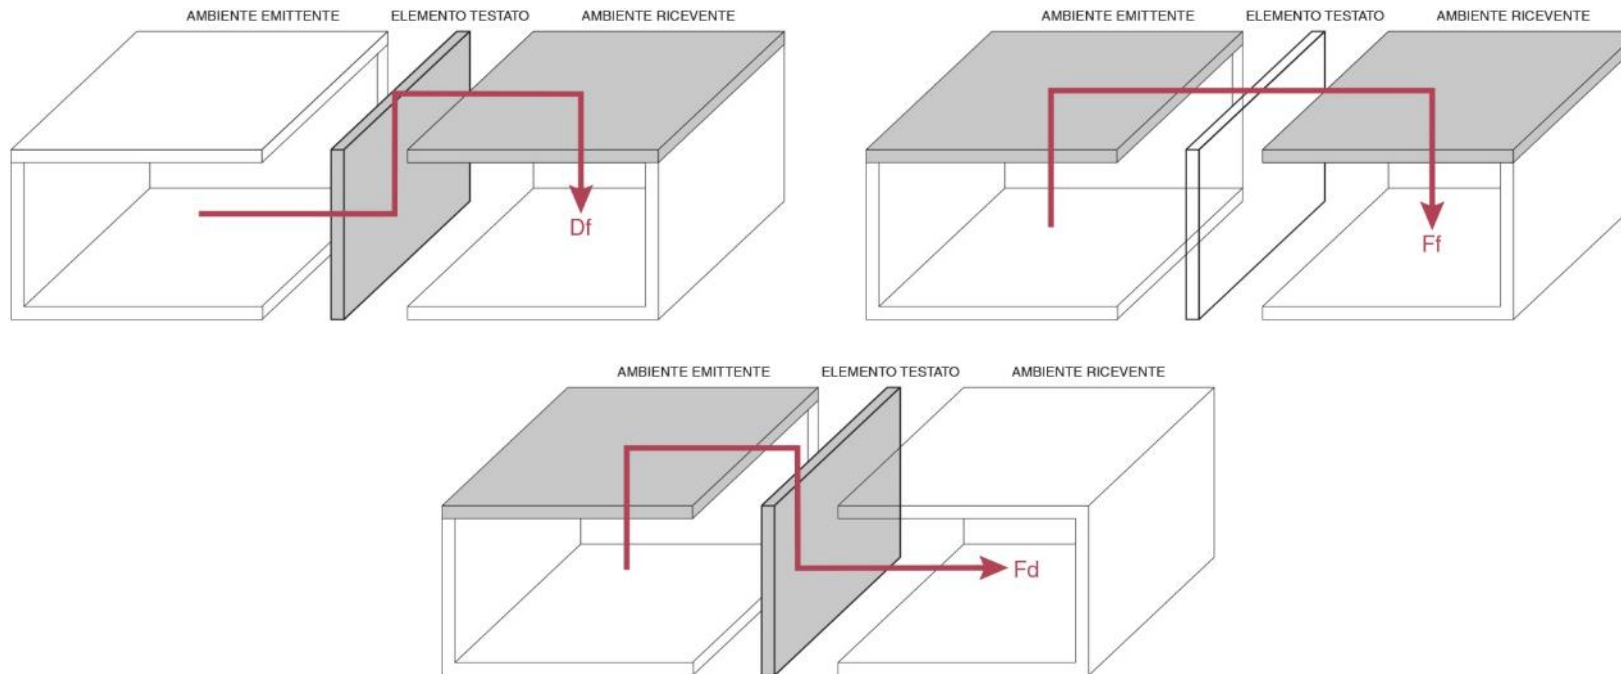 AMBIENTE EMITTENTE ELEMENTO TESTATO AMBIENTE RICEVENTE
Df
AMBIENTE EMITTENTE ELEMENTO TESTATO AMBIENTE RICEVENTE
Ff
AMBIENTE EMITTENTE ELEMENTO TESTATO AMBIENTE RICEVENTE
Fd